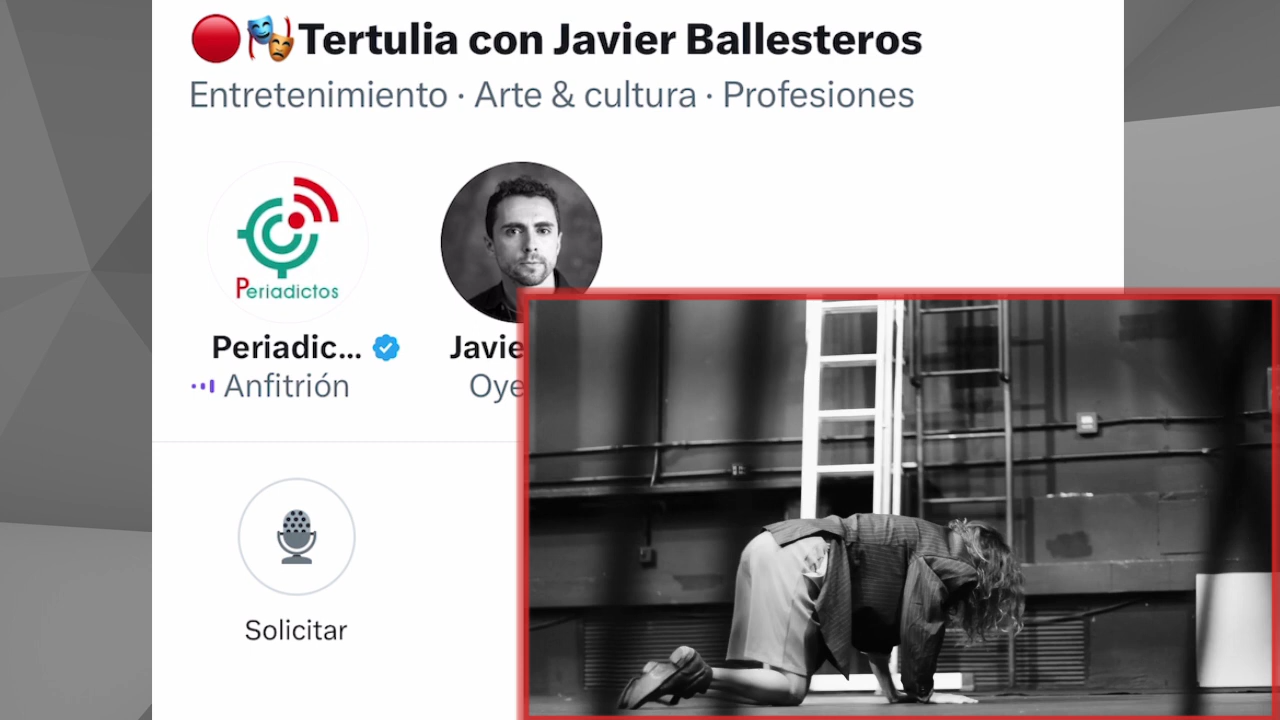 🔴🎭Tertulia con Javier Ballesteros
Entretenimiento · Arte & cultura · Profesiones
Periadictos
Periadic...
Anfitrión
Javie
Oye
Solicitar